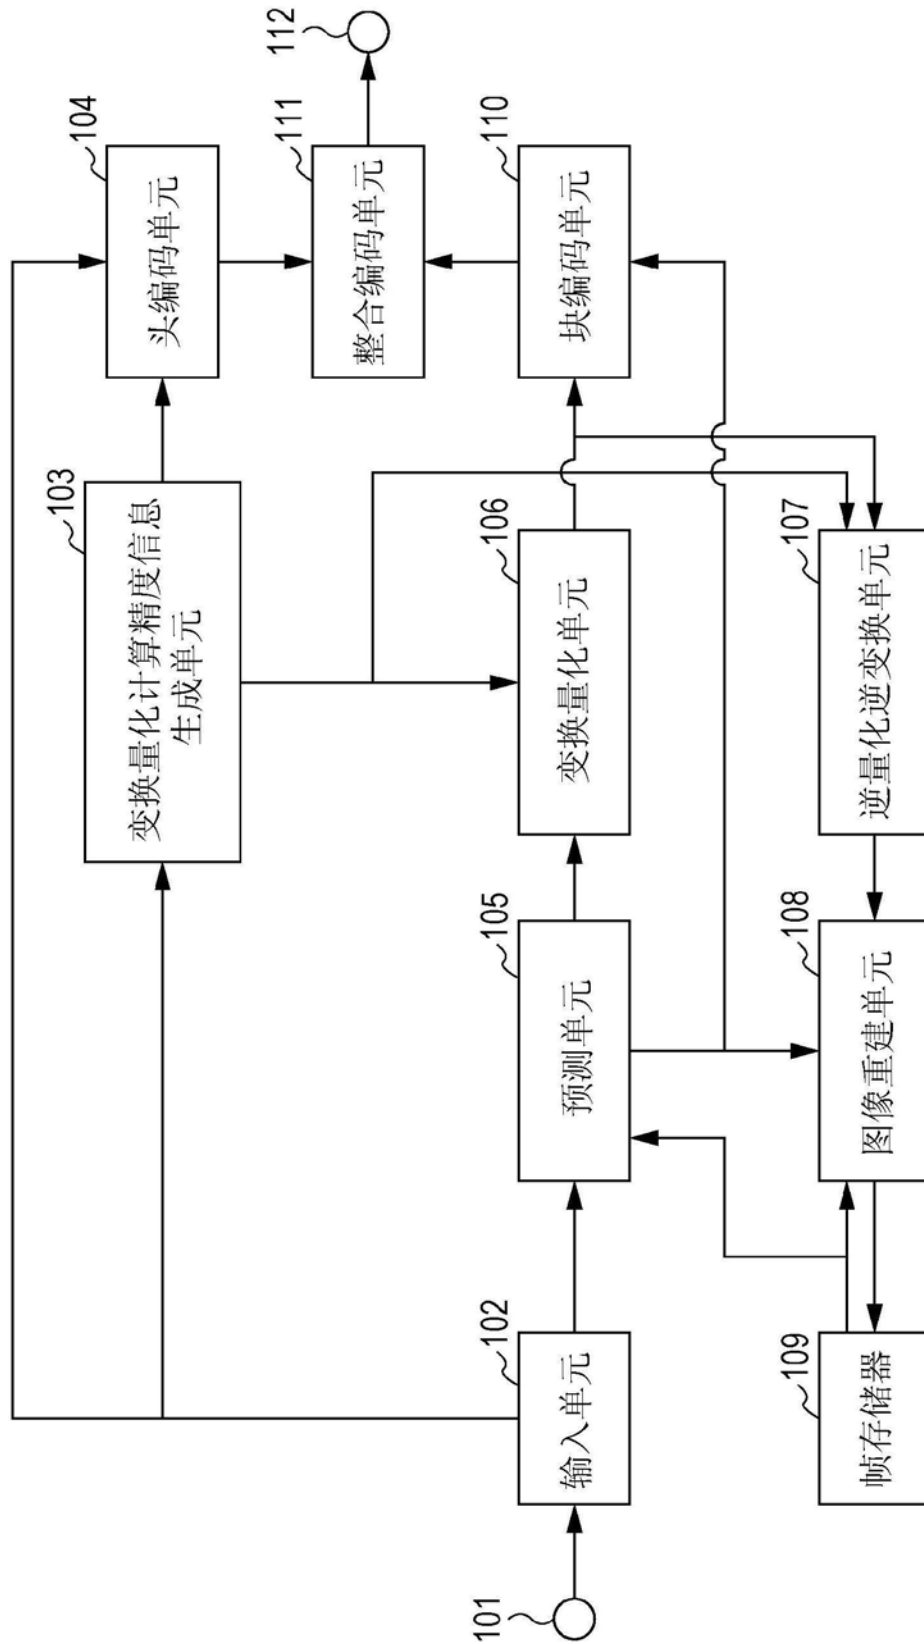 104
头编码单元
112
111
整合编码单元
110
块编码单元
103
变换量化计算精度信息
生成单元
106
变换量化单元
107
逆量化逆变换单元
105
预测单元
108
图像重建单元
102
输入单元
109
帧存储器
101